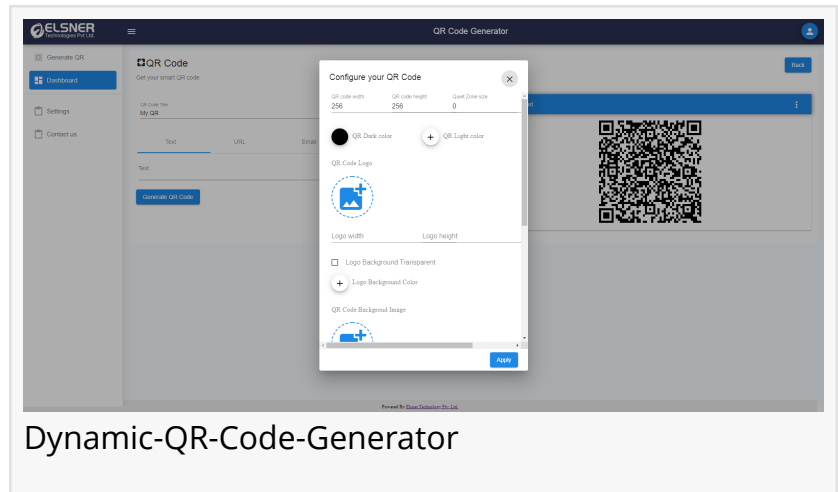 ELSNER
Technologies Pvt. Ltd.
QR Code Generator
Generate QR
Dashboard
Settings
Contact us
QR Code
Get your smart QR code
Back
QR Code Title
My QR
Text
URL
Email
Text
Generate QR Code
Configure your QR Code
QR code width
QR code height
Quiet Zone size
256
256
0
QR Dark color
QR Light color
QR Code Logo
Logo width
Logo height
Logo Background Transparent
Logo Background Color
QR Code Backgroud Image
Apply
Powered By Elsner Technology Pvt. Ltd.
Dynamic-QR-Code-Generator